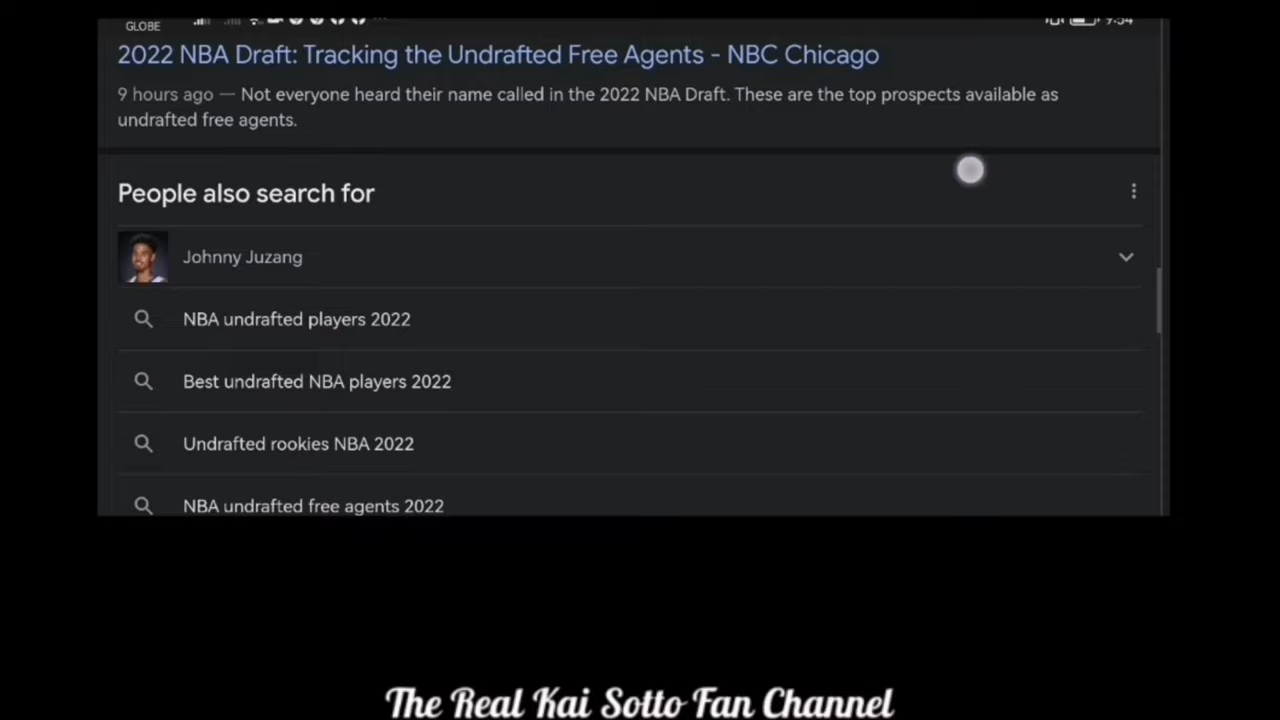 GLOBE
9:54
2022 NBA Draft: Tracking the Undrafted Free Agents - NBC Chicago
9 hours ago — Not everyone heard their name called in the 2022 NBA Draft. These are the top prospects available as
undrafted free agents.
People also search for
Johnny Juzang
NBA undrafted players 2022
Best undrafted NBA players 2022
Undrafted rookies NBA 2022
NBA undrafted free agents 2022
The Real Kai Sotto Fan Channel